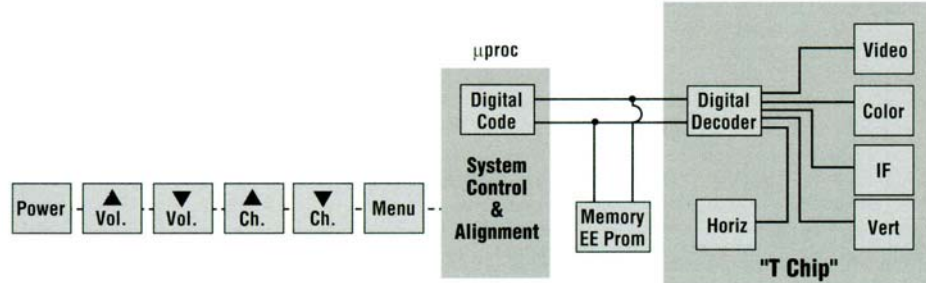 μproc
Digital
Code
System
Control
&
Alignment
Power
▲
Vol.
▼
Vol.
▲
Ch.
▼
Ch.
Menu
Memory
EE Prom
Digital
Decoder
Video
Color
IF
Vert
Horiz
"T Chip"